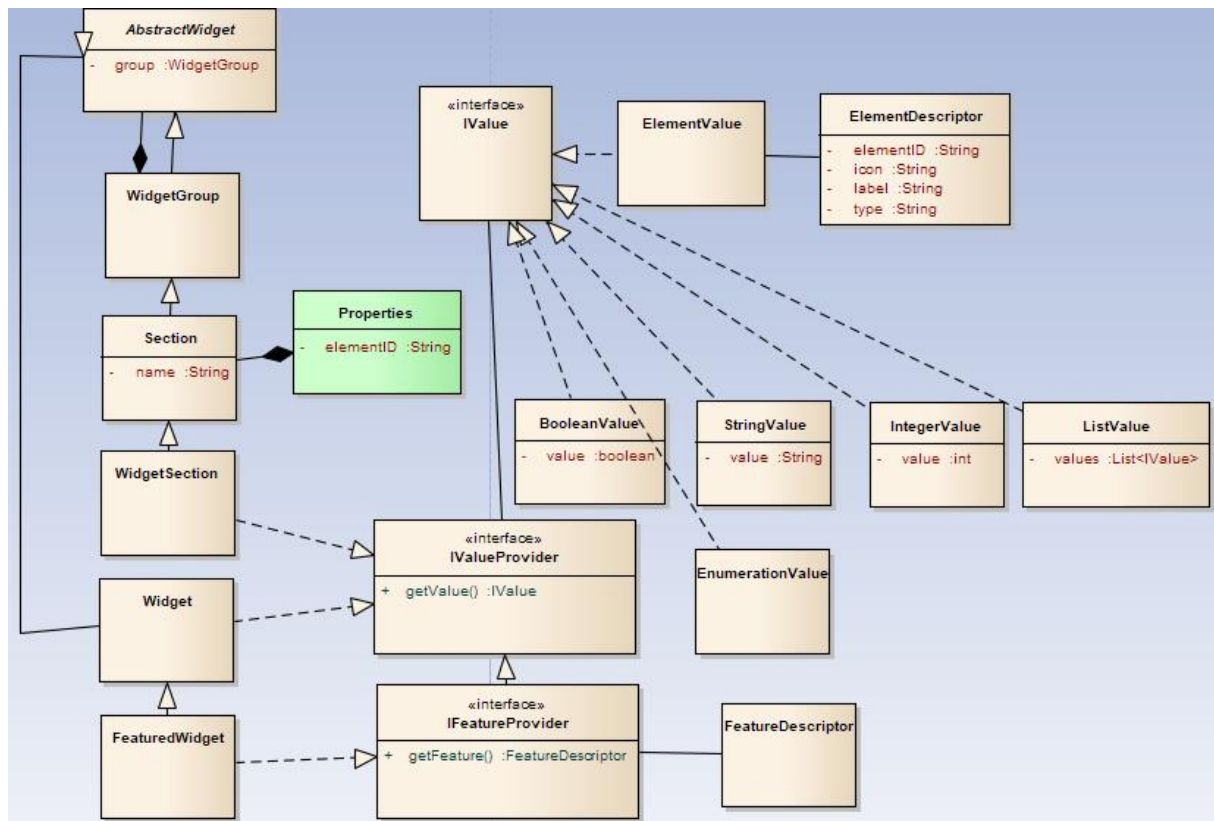 AbstractWidget
- group :WidgetGroup
«interface»
IValue
ElementValue
ElementDescriptor
- elementID :String
- icon :String
- label :String
- type :String
WidgetGroup
Section
- name :String
Properties
- elementID :String
BooleanValue
- value :boolean
StringValue
- value :String
IntegerValue
- value :int
ListValue
- values :List<IValue>
WidgetSection
«interface»
IValueProvider
+ getValue() :IValue
EnumerationValue
Widget
FeaturedWidget
«interface»
IFeatureProvider
+ getFeature() :FeatureDescriptor
FeatureDescriptor